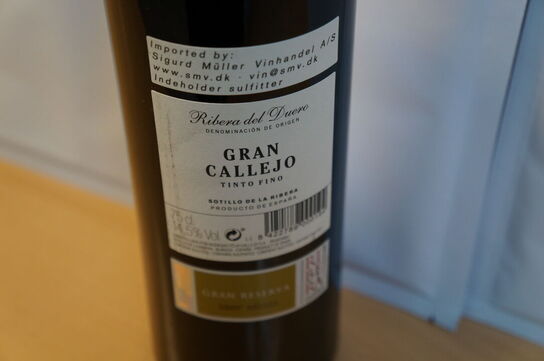 Imported by:
Sigurd Müller Vinhandel A/S
www.smv.dk - vin@smv.dk
Indeholder sulfitter
Ribera del Duero
DENOMINACIÓN DE ORIGEN
GRAN
CALLEJO
TINTO FINO
SOTILLO DE LA RIBERA
PRODUCTO DE ESPAÑA
75 cl.
14,5% Vol
GRAN RESERVA